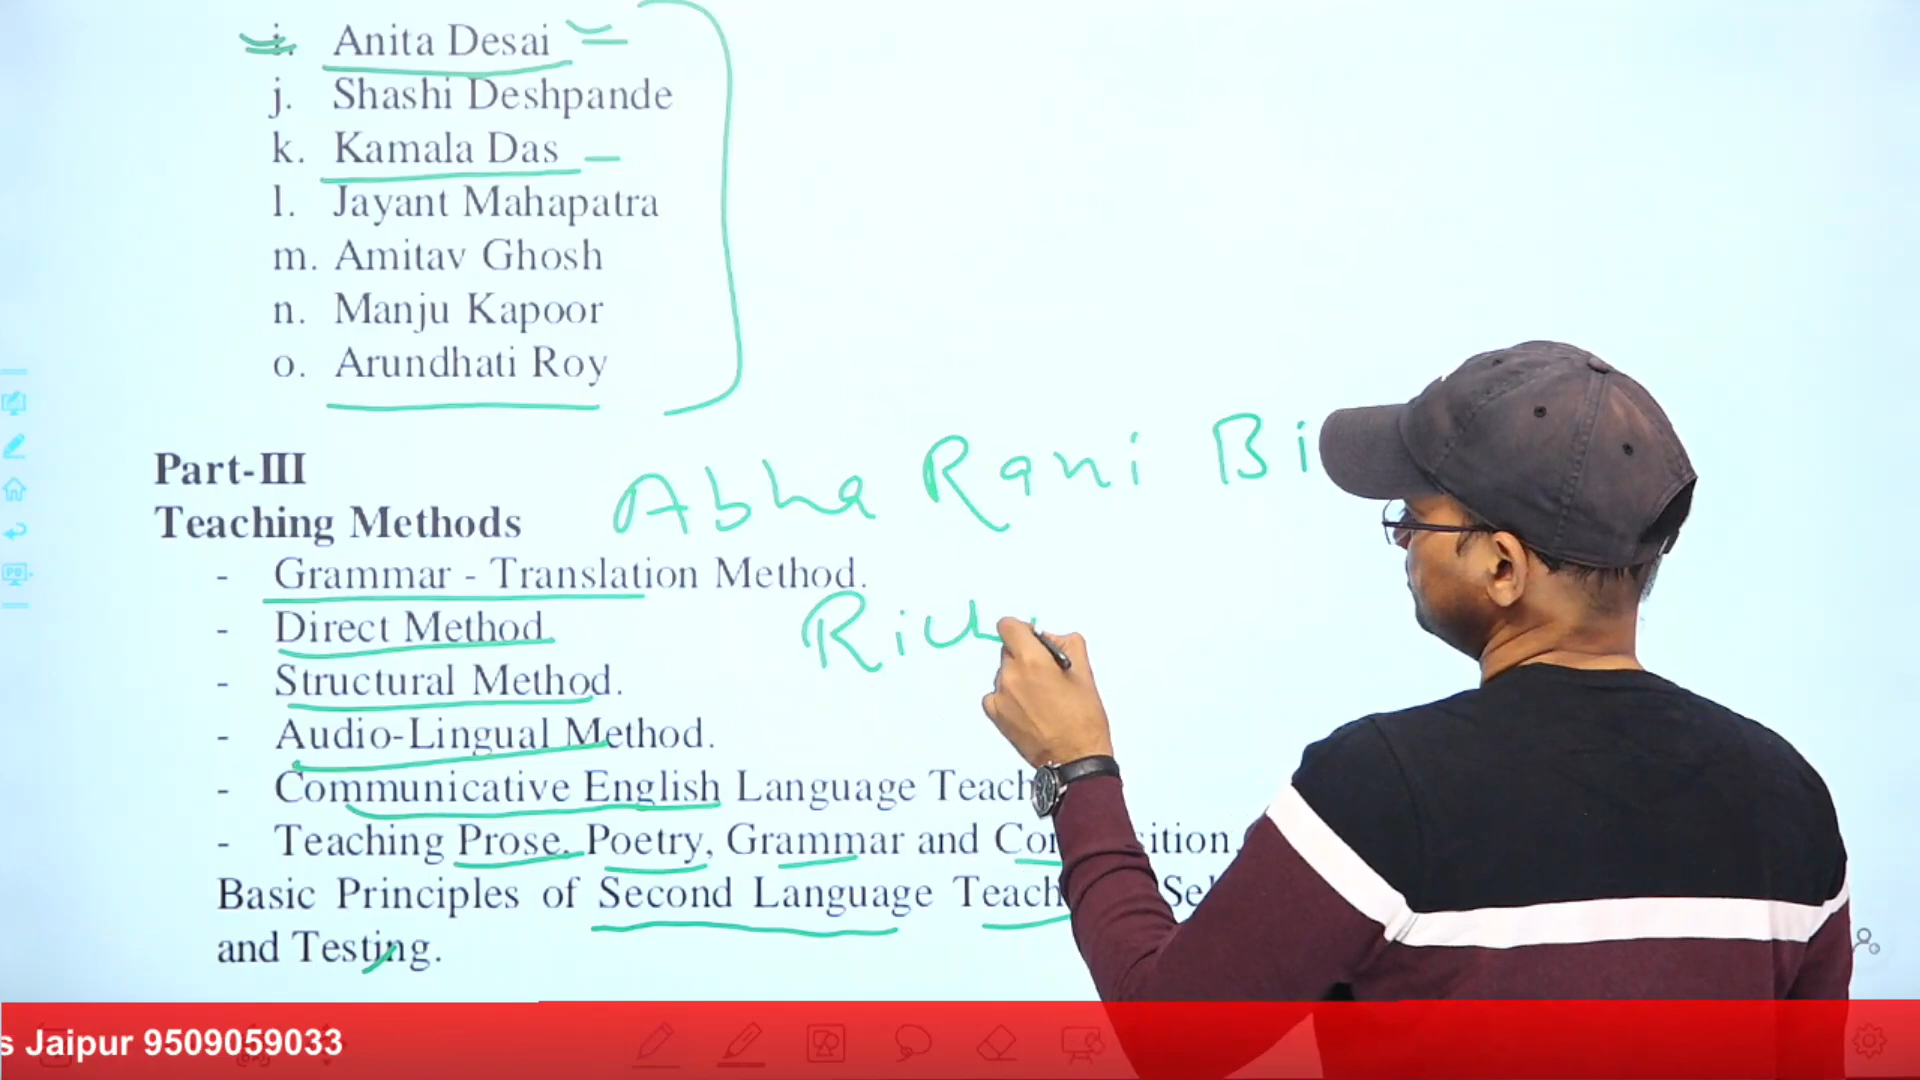 i. Anita Desai
j. Shashi Deshpande
k. Kamala Das
l. Jayant Mahapatra
m. Amitav Ghosh
n. Manju Kapoor
o. Arundhati Roy
Part-III
Teaching Methods
Abha Rani Bi
- Grammar - Translation Method.
- Direct Method.
Rich
- Structural Method.
- Audio-Lingual Method.
- Communicative English Language Teach
- Teaching Prose, Poetry, Grammar and Co ition.
Basic Principles of Second Language Teach Se
and Testing.
s Jaipur 9509059033